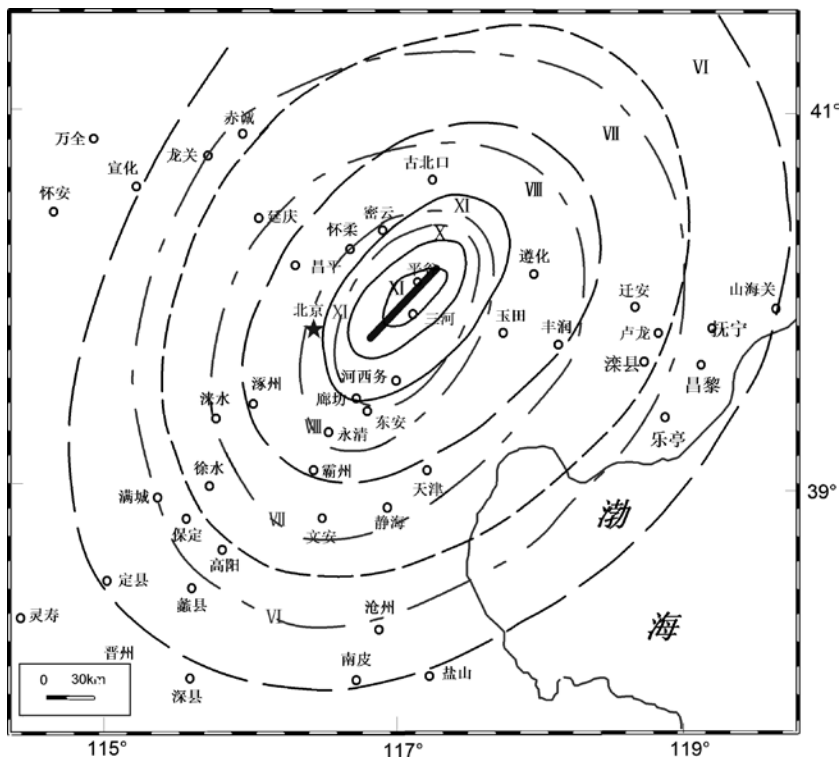 Ⅵ
41°
Ⅶ
赤诚
万全
龙关
宣化
古北口
Ⅷ
怀安
密云
Ⅺ
延庆
怀柔
Ⅹ
昌平
平谷
遵化
Ⅺ
北京
Ⅺ
三河
玉田
丰润
迁安
山海关
卢龙
抚宁
滦县
昌黎
河西务
涿州
涞水
廊坊
东安
Ⅷ
永清
乐亭
霸州
天津
徐水
39°
满城
保定
Ⅶ
文安
静海
渤
高阳
定县
蠡县
Ⅵ
沧州
灵寿
海
晋州
南皮
盐山
深县
0 30km
115°
117°
119°